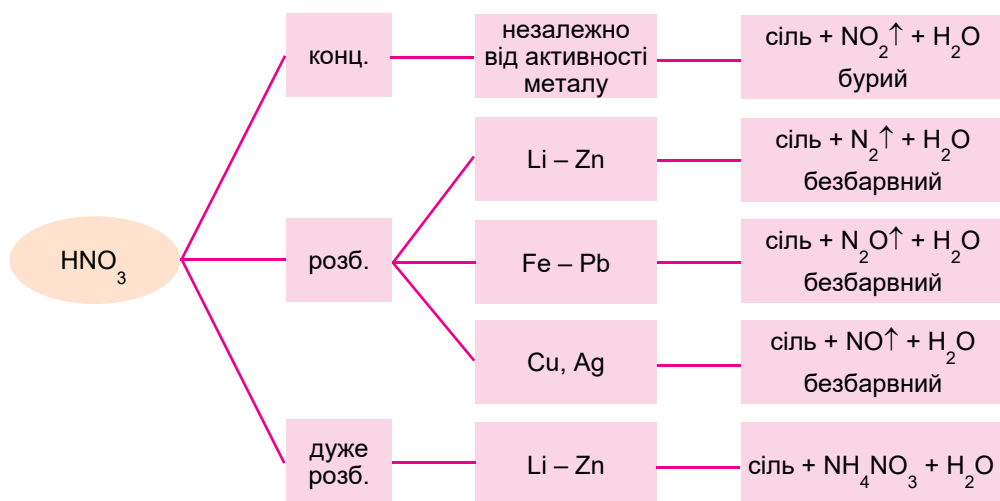 HNO₃
конц.
незалежно
від активності
металу
сіль + NO₂↑ + H₂O
бурий
розб.
Li – Zn
сіль + N₂↑ + H₂O
безбарвний
Fe – Pb
сіль + N₂O↑ + H₂O
безбарвний
Cu, Ag
сіль + NO↑ + H₂O
безбарвний
дуже
розб.
Li – Zn
сіль + NH₄NO₃ + H₂O